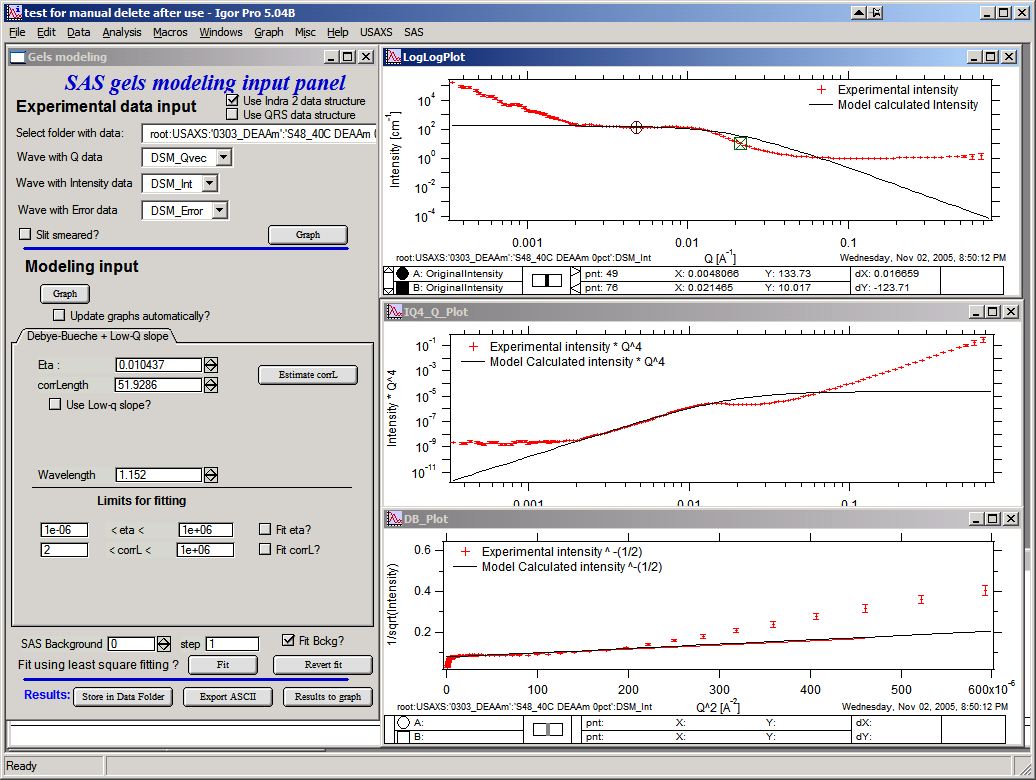 test for manual delete after use - Igor Pro 5.04B
File Edit Data Analysis Macros Windows Graph Misc Help USAXS SAS
Gels modeling
SAS gels modeling input panel
Experimental data input
Use Indra 2 data structure
Use QRS data structure
Select folder with data: root:USAXS:'0303_DEAAm':'S48_40C DEAAm 0
Wave with Q data DSM_Qvec
Wave with Intensity data DSM_Int
Wave with Error data DSM_Error
Slit smeared? Graph
Modeling input
Graph
Update graphs automatically?
Debye-Bueche + Low-Q slope
Eta : 0.010437
corrLength 51.9286
Estimate corrL
Use Low-q slope?
Wavelength 1.152
Limits for fitting
1e-06 < eta < 1e+06 Fit eta?
2 < corrL < 1e+06 Fit corrL?
SAS Background 0 step 1 Fit Bckg?
Fit using least square fitting ? Fit Revert fit
Results: Store in Data Folder Export ASCII Results to graph
LogLogPlot
Experimental intensity
Model calculated Intensity
Intensity [cm-1]
10^4
10^2
10^0
10^-2
10^-4
0.001 0.01 0.1
root:USAXS:'0303_DEAAm':'S48_40C DEAAm 0pct':DSM_Int Q [A-1] Wednesday, Nov 02, 2005, 8:50:12 PM
A: OriginalIntensity pnt: 49 X: 0.0048066 Y: 133.73 dX: 0.016659
B: OriginalIntensity pnt: 76 X: 0.021465 Y: 10.017 dY: -123.71
IQ4_Q_Plot
Experimental intensity * Q^4
Model Calculated intensity * Q^4
Intensity * Q^4
10^-1
10^-3
10^-5
10^-7
10^-9
10^-11
0.001 0.01 0.1
DB_Plot
Experimental intensity ^ -(1/2)
Model Calculated intensity ^-(1/2)
1/sqrt(Intensity)
0.6
0.4
0.2
0 100 200 300 400 500 600x10^-6
root:USAXS:'0303_DEAAm':'S48_40C DEAAm 0pct':DSM_Int Q^2 [A-2] Wednesday, Nov 02, 2005, 8:50:12 PM
A: pnt: X: Y: dX:
B: pnt: X: Y: dY:
Ready